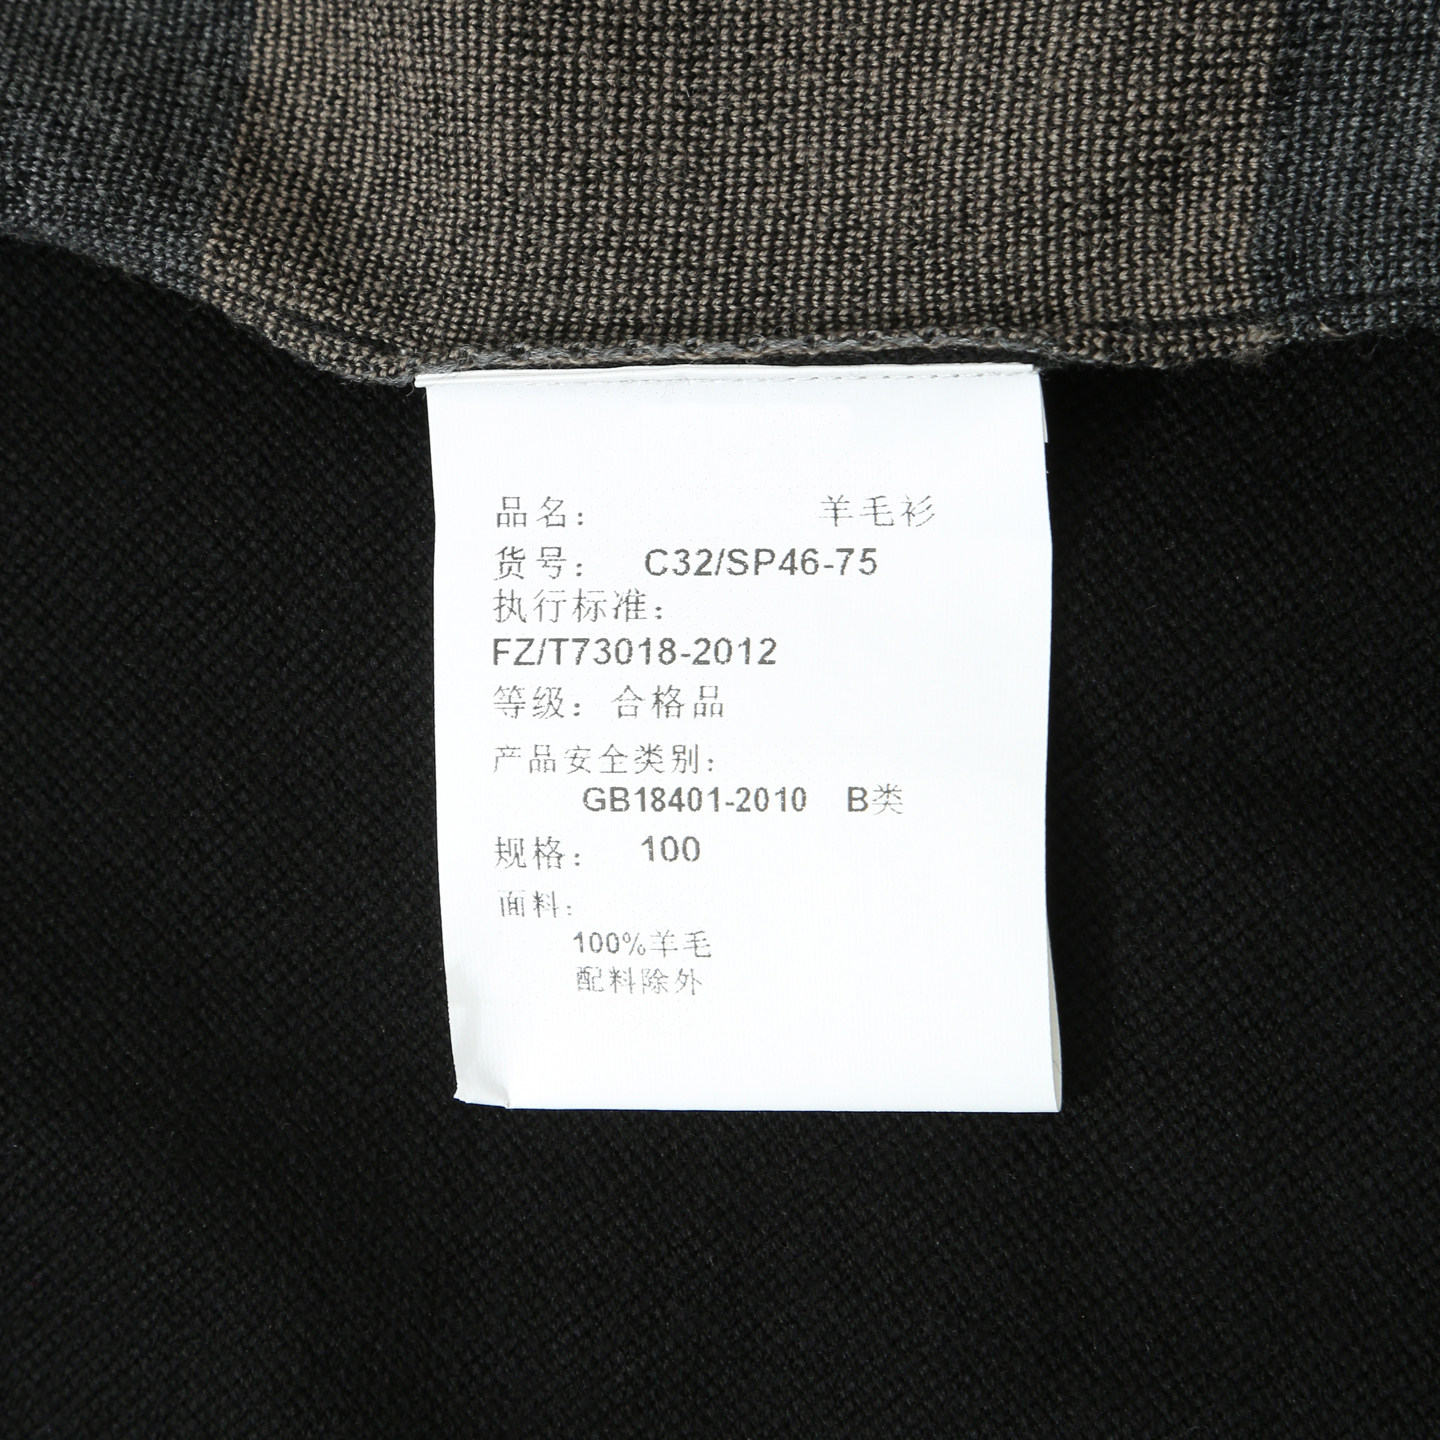 品名： 羊毛衫
货号： C32/SP46-75
执行标准：
FZ/T73018-2012
等级：合格品
产品安全类别：
GB18401-2010 B类
规格： 100
面料：
100%羊毛
配料除外